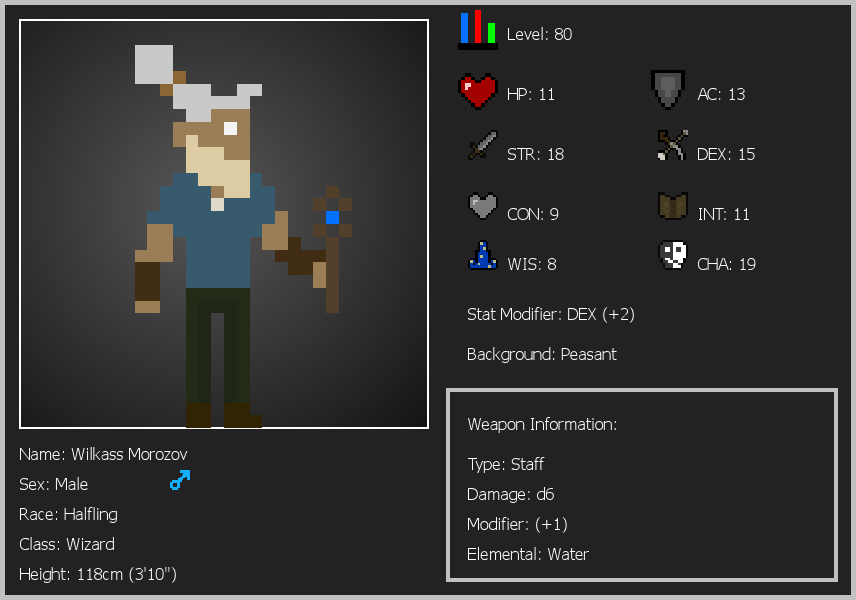 Level: 80
HP: 11
AC: 13
STR: 18
DEX: 15
CON: 9
INT: 11
WIS: 8
CHA: 19
Stat Modifier: DEX (+2)
Background: Peasant
Weapon Information:
Type: Staff
Damage: d6
Modifier: (+1)
Elemental: Water
Name: Wilkass Morozov
Sex: Male
Race: Halfling
Class: Wizard
Height: 118cm (3'10")